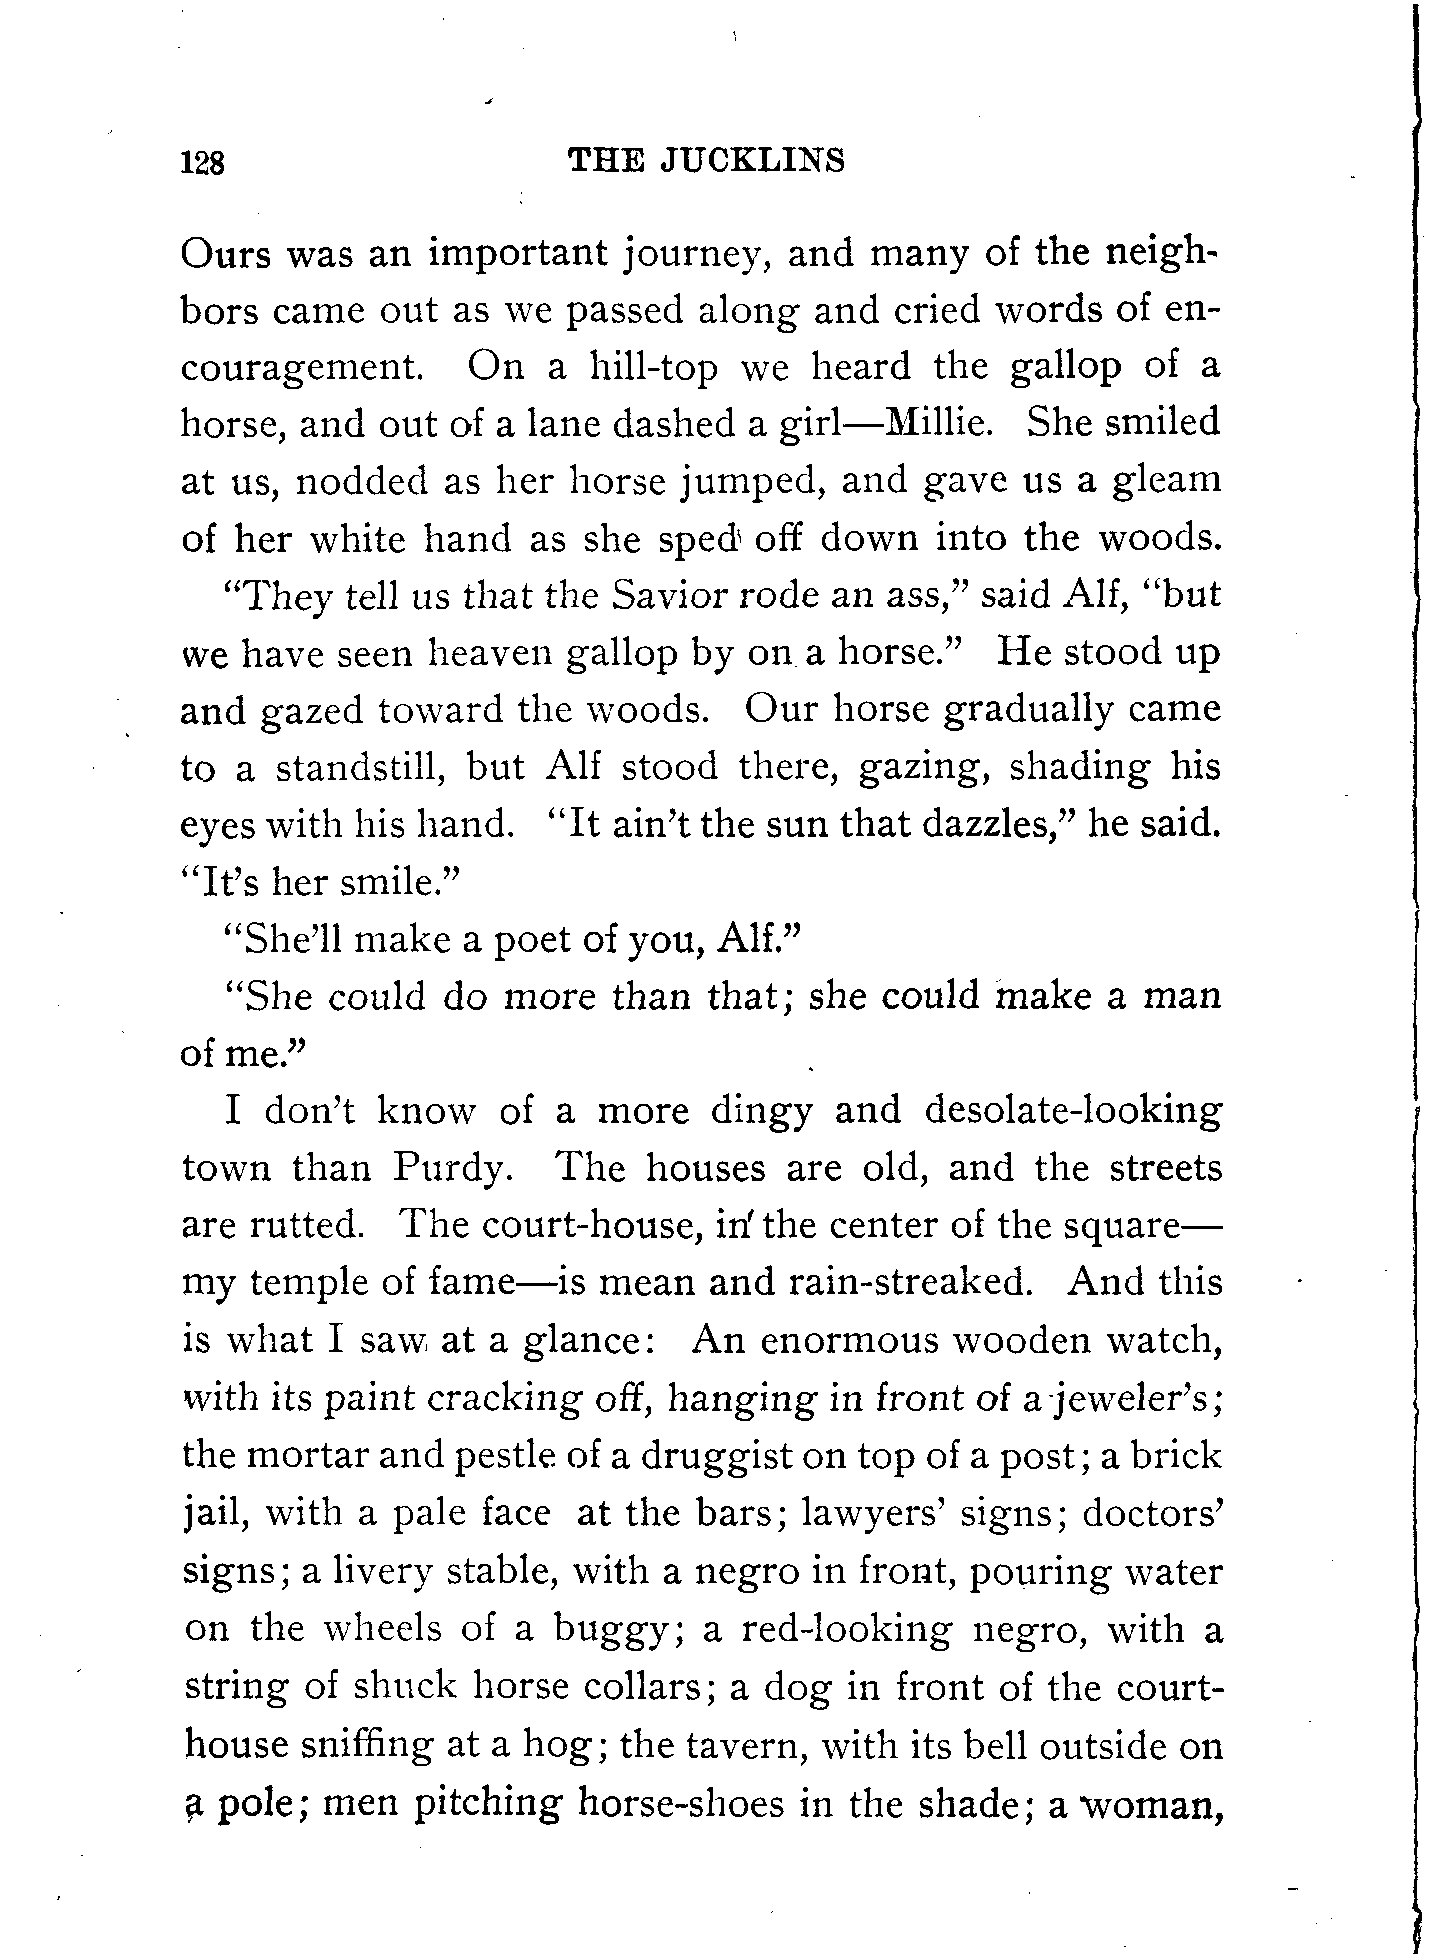 128 THE JUCKLINS
Ours was an important journey, and many of the neigh-
bors came out as we passed along and cried words of en-
couragement. On a hill-top we heard the gallop of a
horse, and out of a lane dashed a girl—Millie. She smiled
at us, nodded as her horse jumped, and gave us a gleam
of her white hand as she sped off down into the woods.
“They tell us that the Savior rode an ass,” said Alf, “but
we have seen heaven gallop by on a horse.” He stood up
and gazed toward the woods. Our horse gradually came
to a standstill, but Alf stood there, gazing, shading his
eyes with his hand. “It ain’t the sun that dazzles,” he said.
“It’s her smile.”
“She’ll make a poet of you, Alf.”
“She could do more than that; she could make a man
of me.”
I don’t know of a more dingy and desolate-looking
town than Purdy. The houses are old, and the streets
are rutted. The court-house, in the center of the square—
my temple of fame—is mean and rain-streaked. And this
is what I saw at a glance: An enormous wooden watch,
with its paint cracking off, hanging in front of a jeweler’s;
the mortar and pestle of a druggist on top of a post; a brick
jail, with a pale face at the bars; lawyers’ signs; doctors’
signs; a livery stable, with a negro in front, pouring water
on the wheels of a buggy; a red-looking negro, with a
string of shuck horse collars; a dog in front of the court-
house sniffing at a hog; the tavern, with its bell outside on
a pole; men pitching horse-shoes in the shade; a woman,